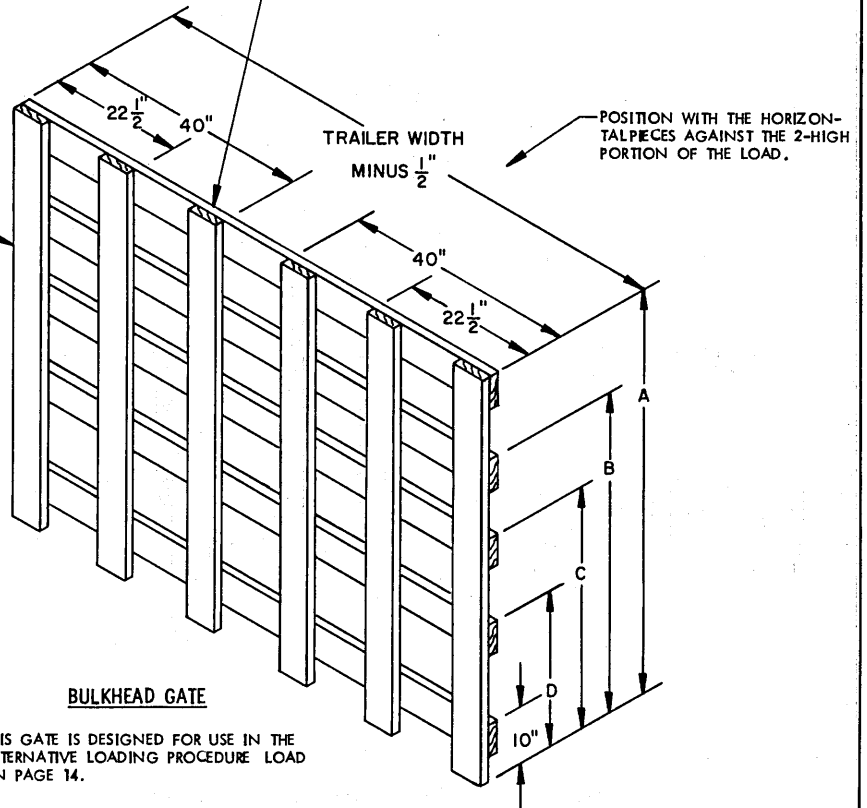 22 1/2"
40"
TRAILER WIDTH
MINUS 1/2"
POSITION WITH THE HORIZON-
TAL PIECES AGAINST THE 2-HIGH
PORTION OF THE LOAD.
40"
22 1/2"
A
B
C
D
10"
BULKHEAD GATE
IS GATE IS DESIGNED FOR USE IN THE
TERNATIVE LOADING PROCEDURE LOAD
N PAGE 14.